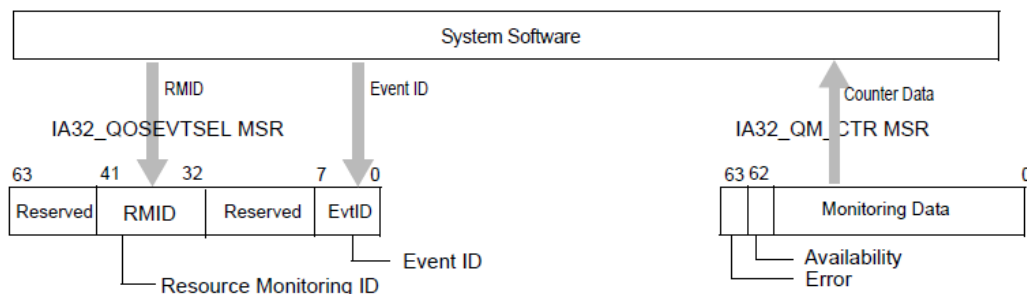 System Software
RMID
Event ID
Counter Data
IA32_QOSEVTSEL MSR
IA32_QM_CTR MSR
63 41 32 7 0
63 62 0
Reserved RMID Reserved EvtID
Monitoring Data
Event ID
Resource Monitoring ID
Availability
Error